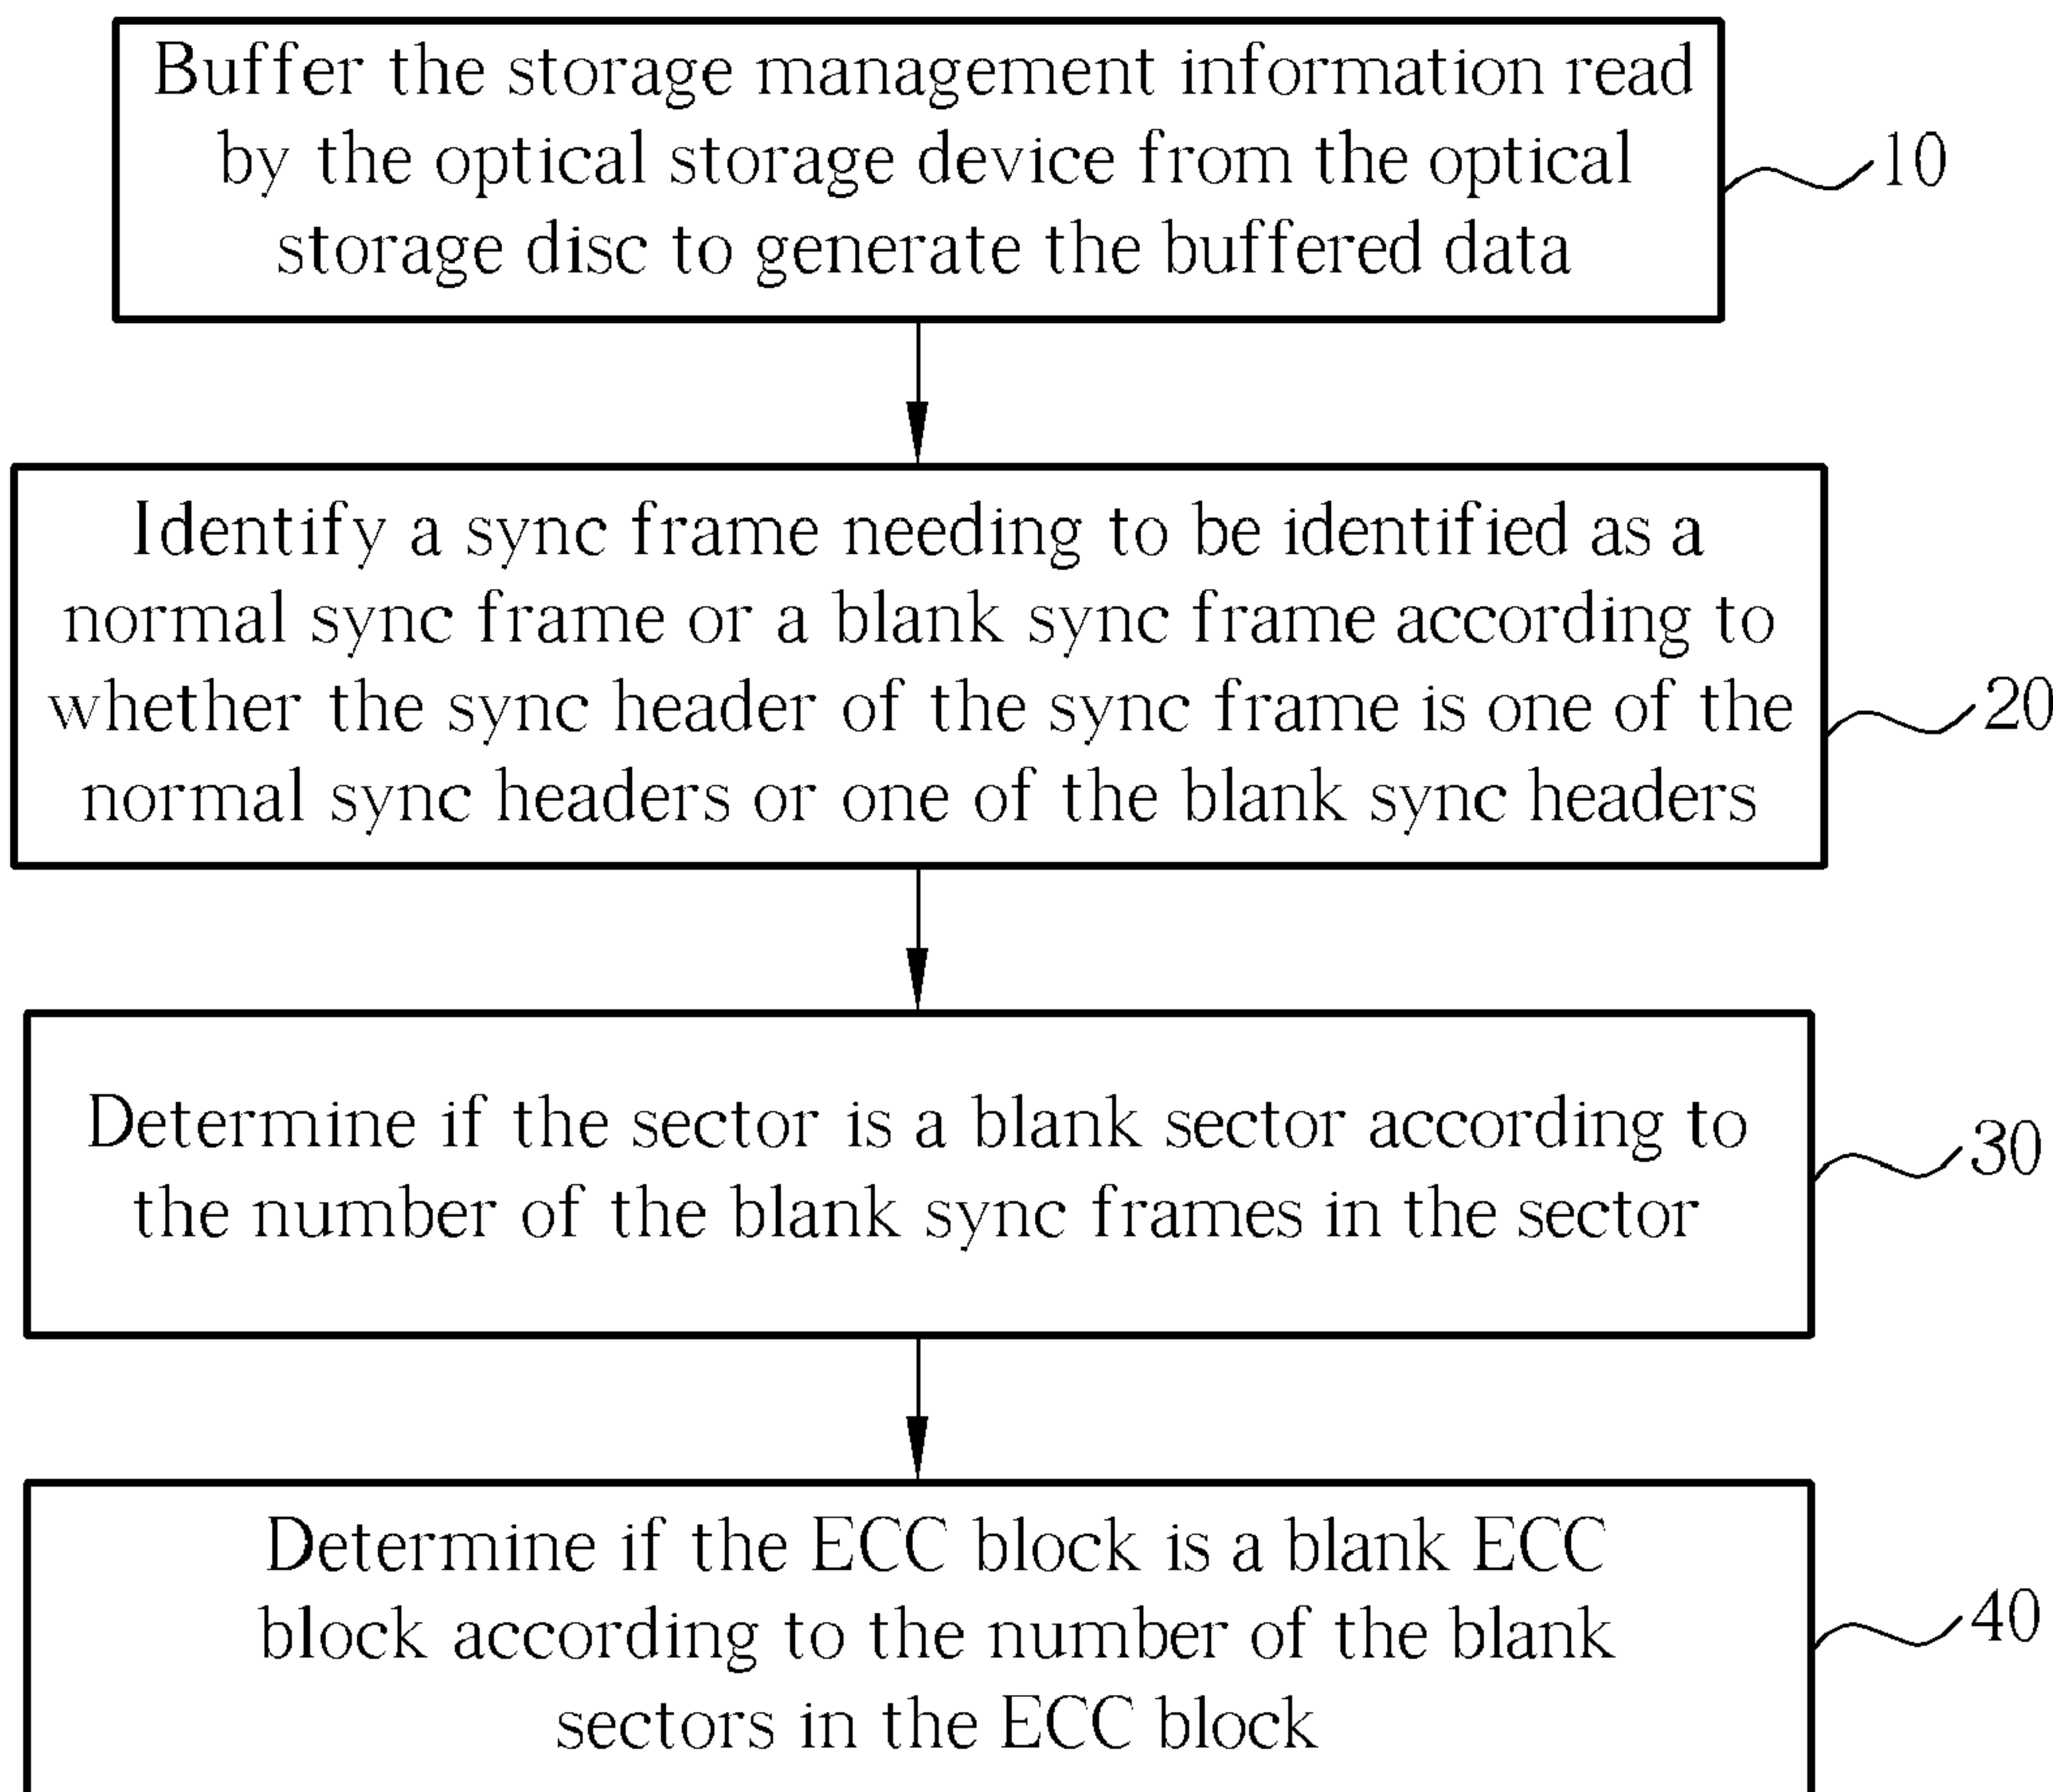 Buffer the storage management information read
by the optical storage device from the optical
storage disc to generate the buffered data
10
Identify a sync frame needing to be identified as a
normal sync frame or a blank sync frame according to
whether the sync header of the sync frame is one of the
normal sync headers or one of the blank sync headers
20
Determine if the sector is a blank sector according to
the number of the blank sync frames in the sector
30
Determine if the ECC block is a blank ECC
block according to the number of the blank
sectors in the ECC block
40